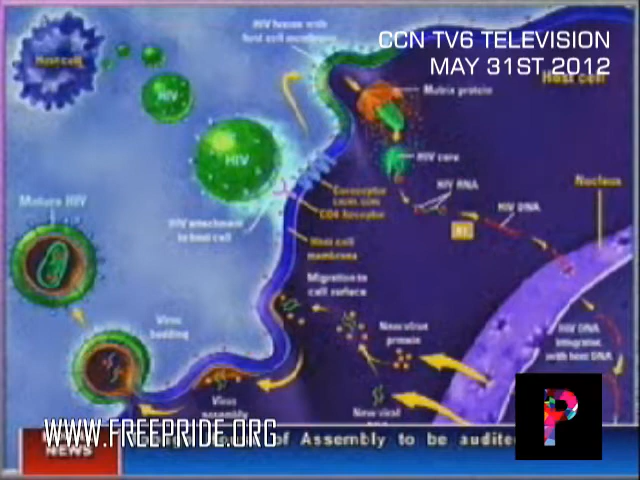 CCN TV6 TELEVISION
MAY 31ST,2012
Host cell
HIV fuses with
host cell membrane
Host cell
Matrix protein
HIV
HIV
HIV core
HIV RNA
Nucleus
HIV DNA
Mature HIV
Coreceptor
CD4 Receptor
HIV attachment
to host cell
Host cell
membrane
RT
Migration to
cell surface
Virus
budding
New virus
protein
HIV DNA
integrates
with host DNA
Virus
assembly
New viral
P
WWW.FREEPRIDE.ORG
of Assembly to be audite
NEWS